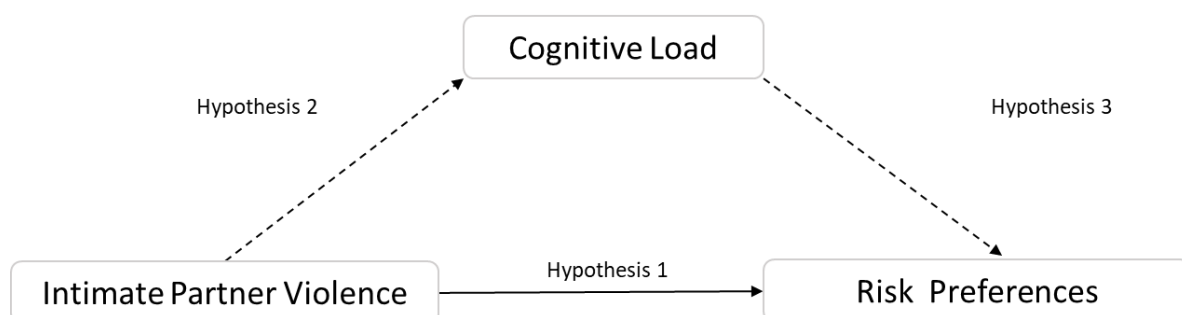 Cognitive Load
Hypothesis 2
Hypothesis 3
Hypothesis 1
Intimate Partner Violence
Risk Preferences